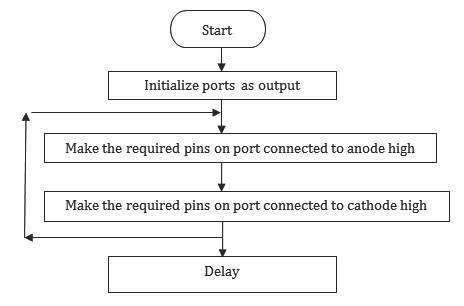 Start
Initialize ports as output
Make the required pins on port connected to anode high
Make the required pins on port connected to cathode high
Delay